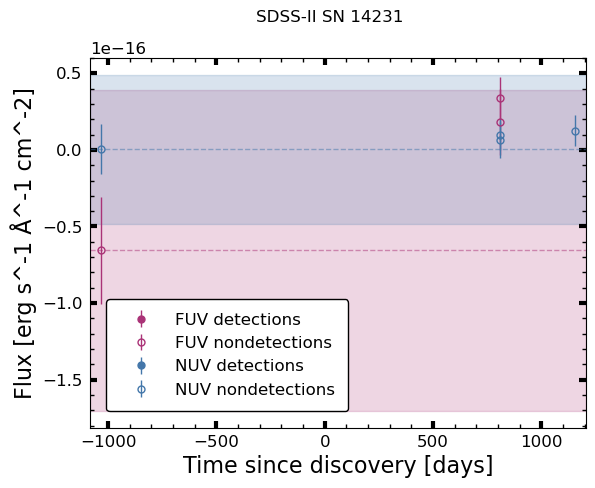 SDSS-II SN 14231
1e−16
Flux [erg s^-1 Å^-1 cm^-2]
0.5
0.0
−0.5
−1.0
−1.5
FUV detections
FUV nondetections
NUV detections
NUV nondetections
−1000 −500 0 500 1000
Time since discovery [days]